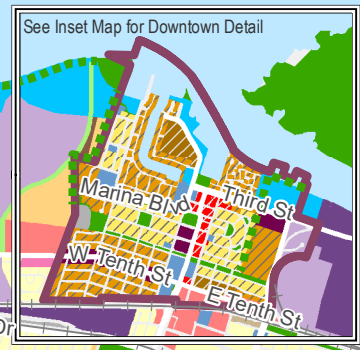 See Inset Map for Downtown Detail
Marina Blvd
Third St
W Tenth St
E Tenth St